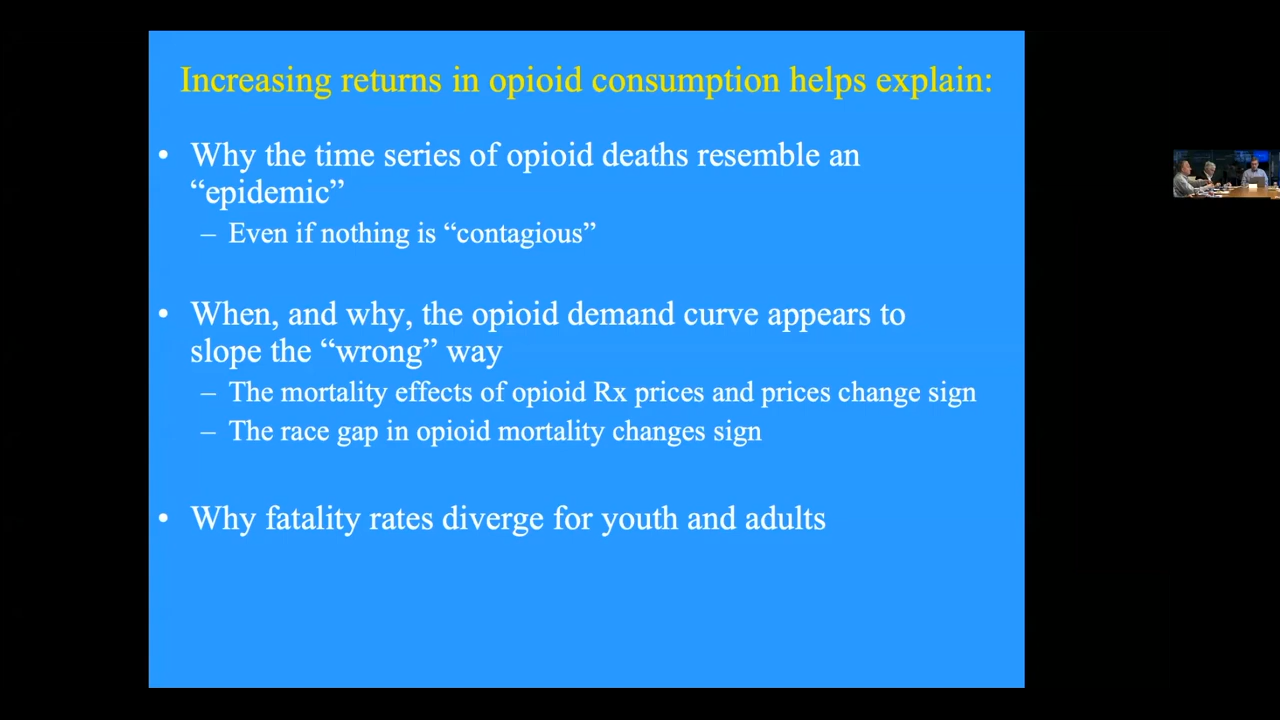 Increasing returns in opioid consumption helps explain:
• Why the time series of opioid deaths resemble an
“epidemic”
– Even if nothing is “contagious”
• When, and why, the opioid demand curve appears to
slope the “wrong” way
– The mortality effects of opioid Rx prices and prices change sign
– The race gap in opioid mortality changes sign
• Why fatality rates diverge for youth and adults